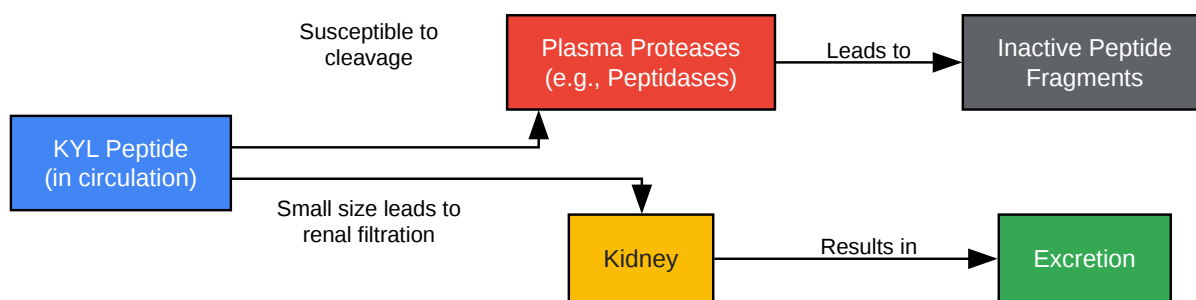 Susceptible to
cleavage
Plasma Proteases
(e.g., Peptidases)
Leads to
Inactive Peptide
Fragments
KYL Peptide
(in circulation)
Small size leads to
renal filtration
Kidney
Results in
Excretion